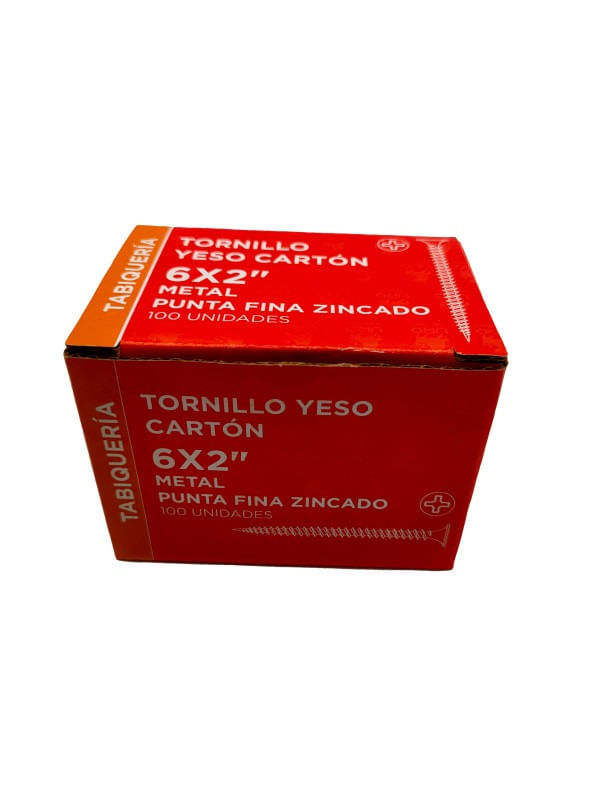 TABIQUERÍA
TORNILLO
YESO CARTÓN
6X2"
METAL
PUNTA FINA ZINCADO
100 UNIDADES
TABIQUERÍA
TORNILLO YESO
CARTÓN
6X2"
METAL
PUNTA FINA ZINCADO
100 UNIDADES